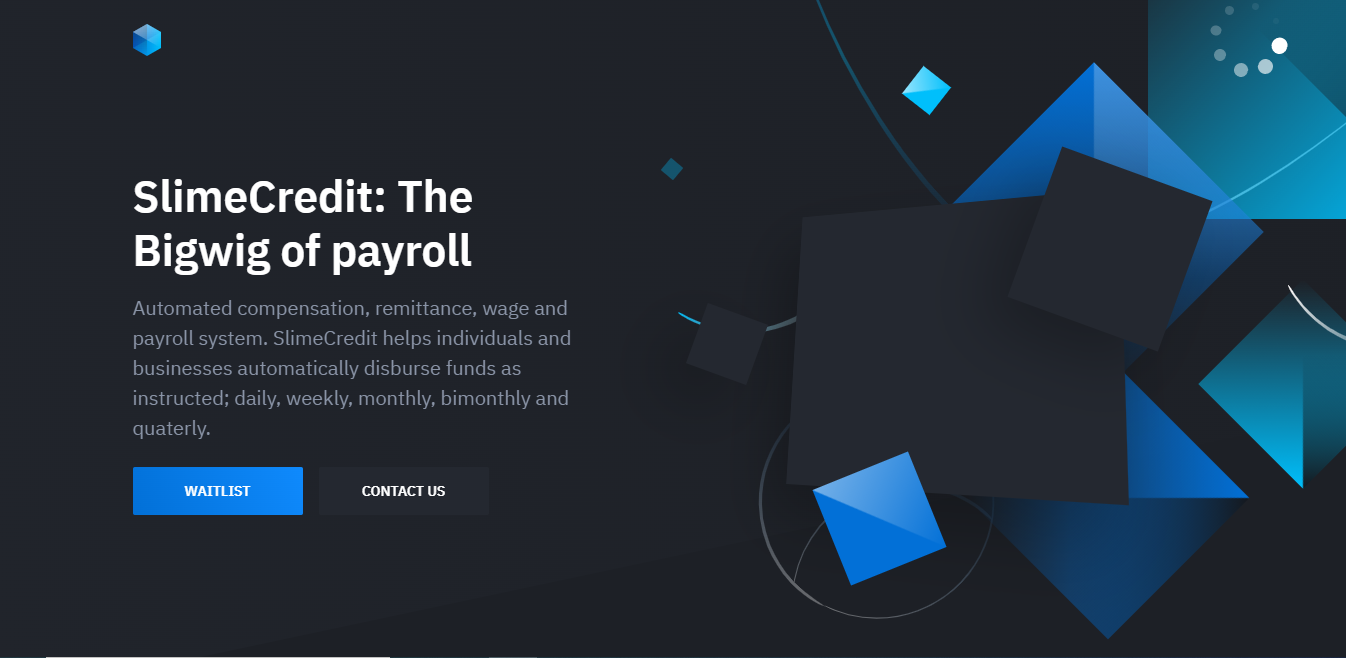 SlimeCredit: The
Bigwig of payroll
Automated compensation, remittance, wage and
payroll system. SlimeCredit helps individuals and
businesses automatically disburse funds as
instructed; daily, weekly, monthly, bimonthly and
quaterly.
WAITLIST
CONTACT US